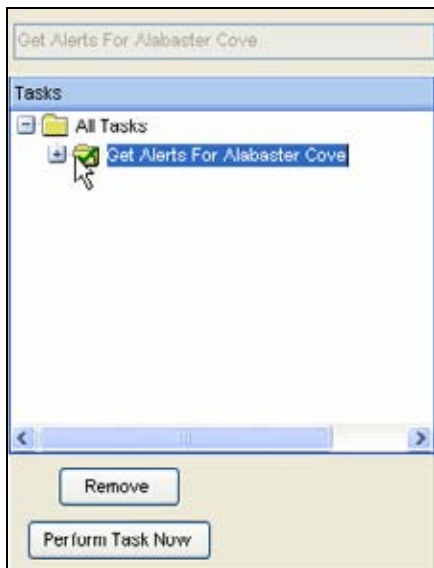 Get Alerts For Alabaster Cove
Tasks
All Tasks
Get Alerts For Alabaster Cove
Remove
Perform Task Now